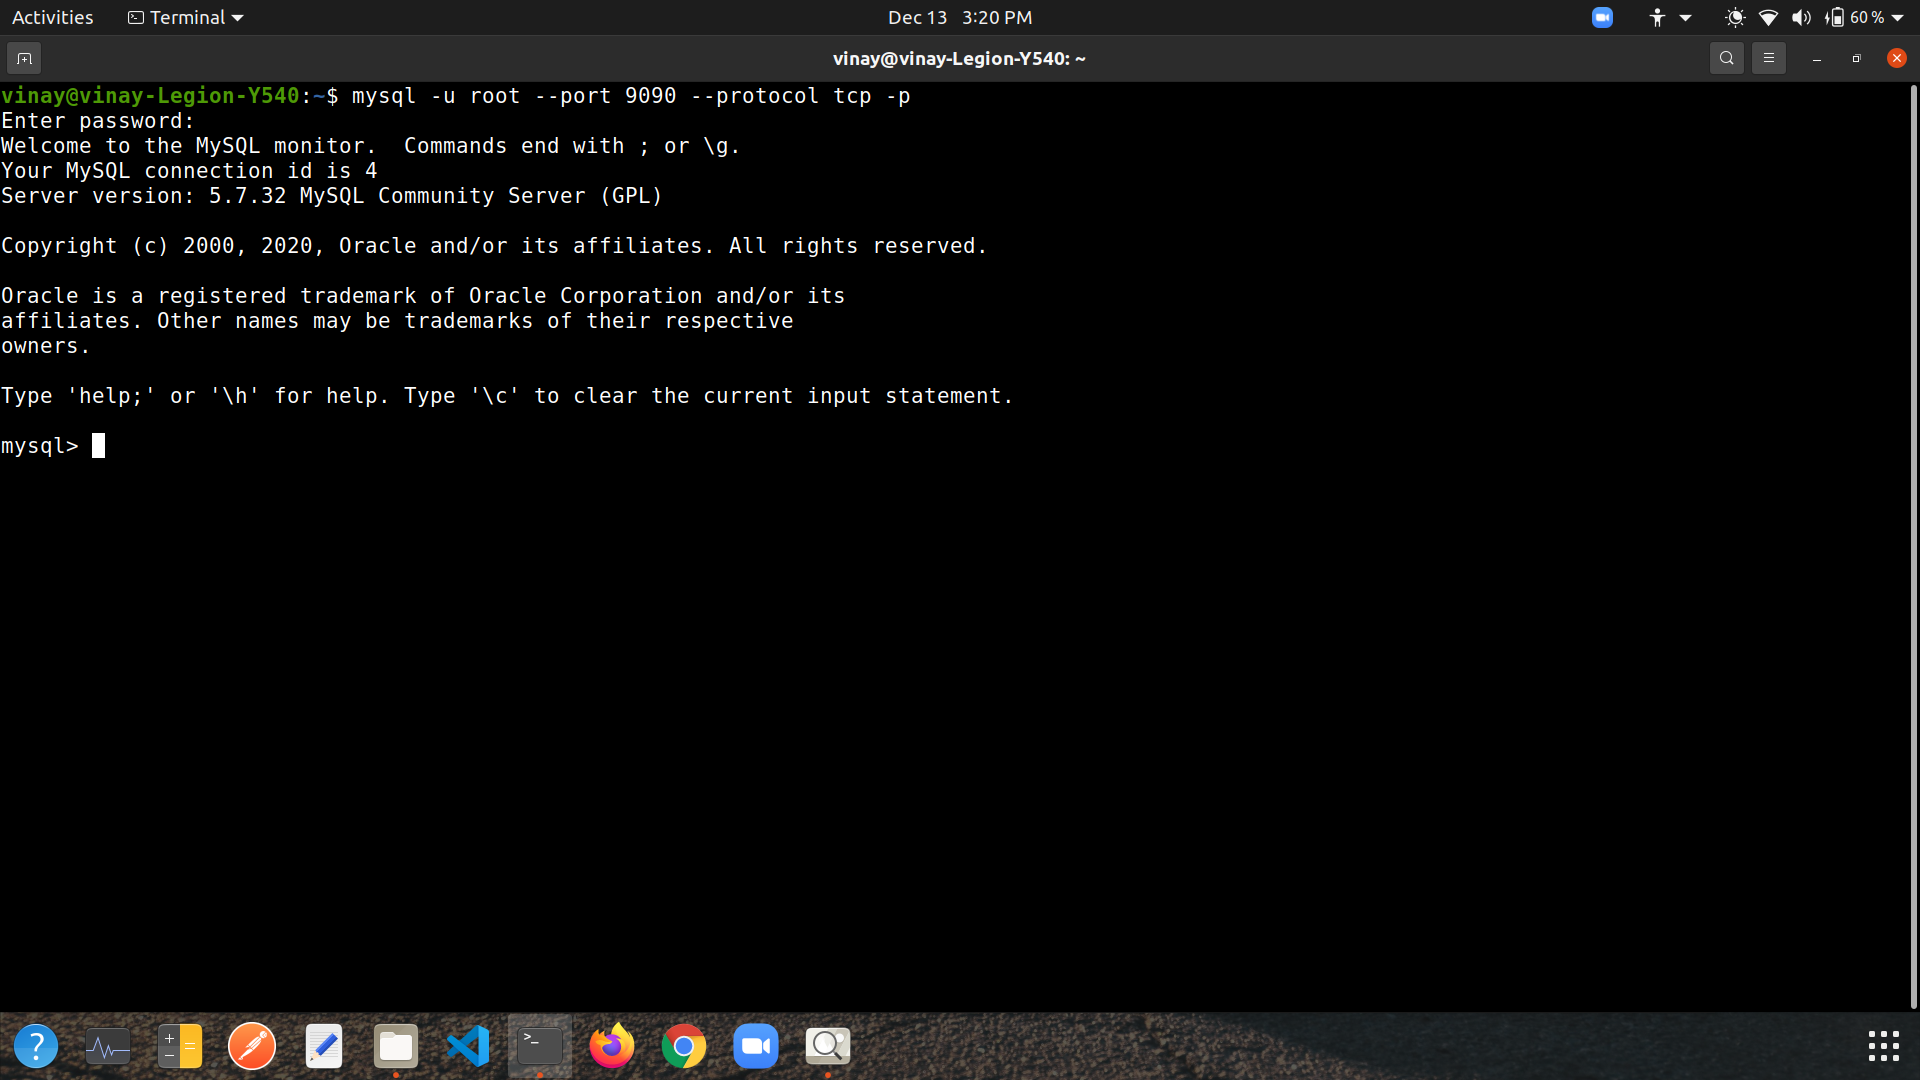 Activities Terminal Dec 13 3:20 PM 60 %
vinay@vinay-Legion-Y540: ~
vinay@vinay-Legion-Y540:~$ mysql -u root --port 9090 --protocol tcp -p
Enter password:
Welcome to the MySQL monitor.  Commands end with ; or \g.
Your MySQL connection id is 4
Server version: 5.7.32 MySQL Community Server (GPL)
Copyright (c) 2000, 2020, Oracle and/or its affiliates. All rights reserved.
Oracle is a registered trademark of Oracle Corporation and/or its
affiliates. Other names may be trademarks of their respective
owners.
Type 'help;' or '\h' for help. Type '\c' to clear the current input statement.
mysql>